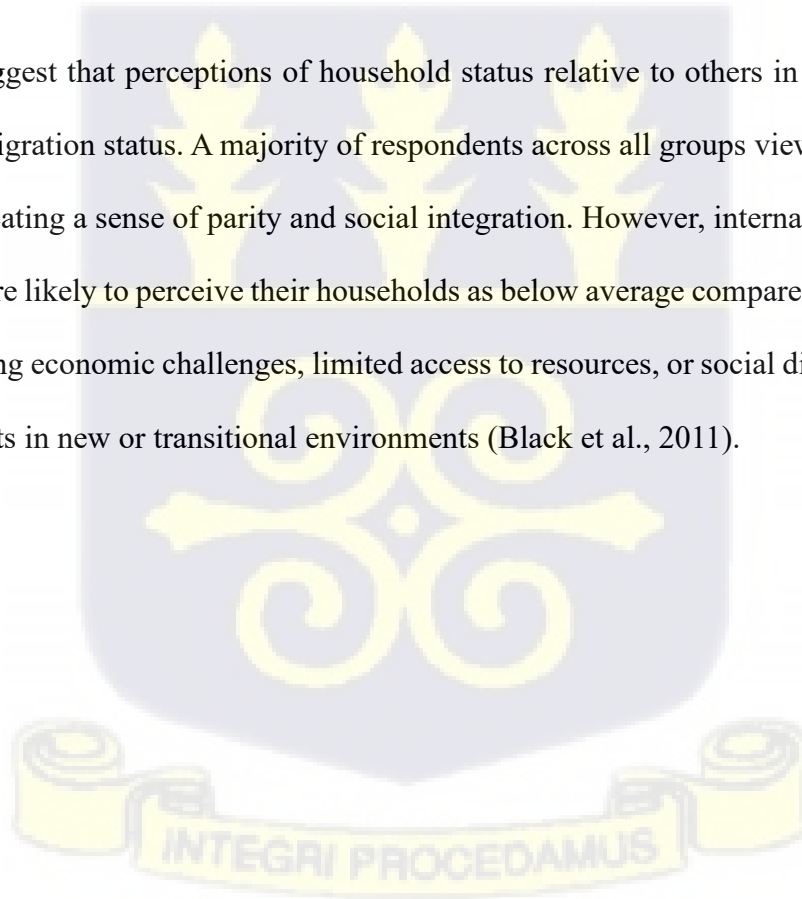 ggest that perceptions of household status relative to others in
igration status. A majority of respondents across all groups view
ating a sense of parity and social integration. However, interna
re likely to perceive their households as below average compare
ng economic challenges, limited access to resources, or social di
ts in new or transitional environments (Black et al., 2011).
INTEGRI PROCEDAMUS